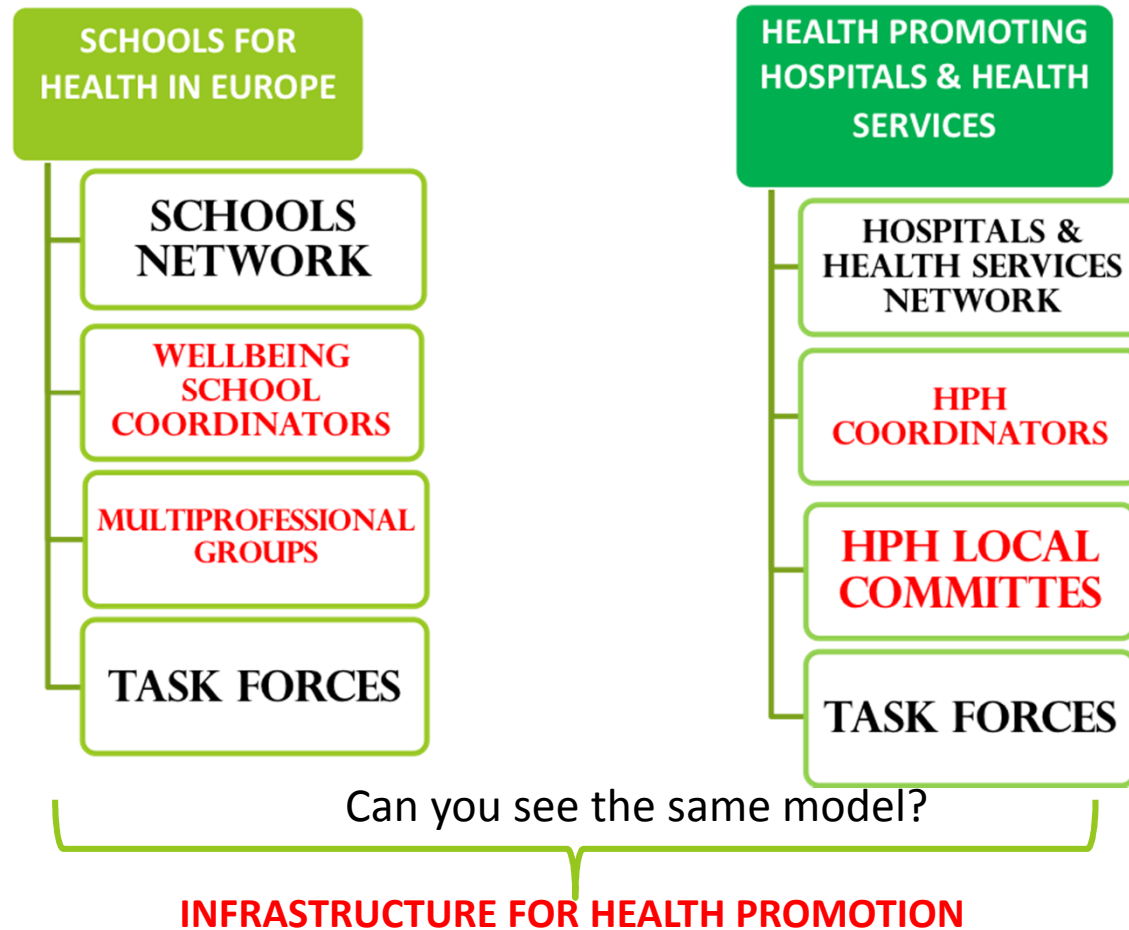 SCHOOLS FOR
HEALTH IN EUROPE
SCHOOLS
NETWORK
WELLBEING
SCHOOL
COORDINATORS
MULTIPROFESSIONAL
GROUPS
TASK FORCES
HEALTH PROMOTING
HOSPITALS & HEALTH
SERVICES
HOSPITALS &
HEALTH SERVICES
NETWORK
HPH
COORDINATORS
HPH LOCAL
COMMITTES
TASK FORCES
Can you see the same model?
INFRASTRUCTURE FOR HEALTH PROMOTION